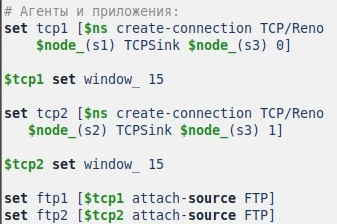 # Агенты и приложения:
set tcp1 [$ns create-connection TCP/Reno
$node_(s1) TCPSink $node_(s3) 0]
$tcp1 set window_ 15
set tcp2 [$ns create-connection TCP/Reno
$node_(s2) TCPSink $node_(s3) 1]
$tcp2 set window_ 15
set ftp1 [$tcp1 attach-source FTP]
set ftp2 [$tcp2 attach-source FTP]